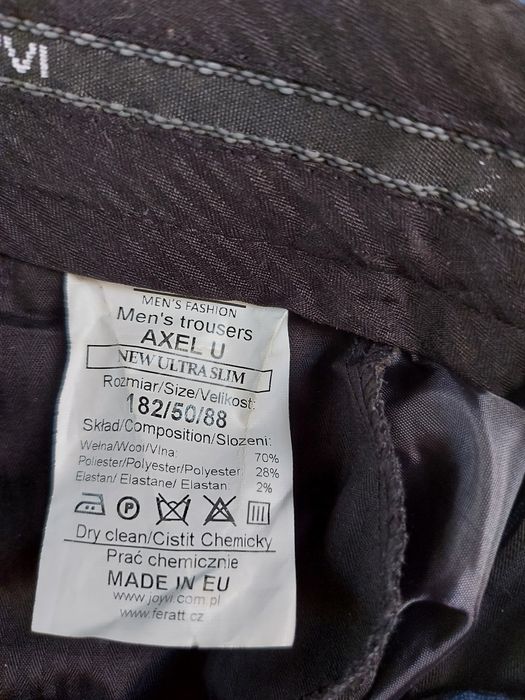 MEN'S FASHION
Men's trousers
AXEL U
NEW ULTRA SLIM
Rozmiar/Size/Velikost:
182/50/88
Skład/Composition/Slozeni:
Wełna/Wool/Vlna: 70%
Poliester/Polyester/Polyester 28%
Elastan/ Elastane/ Elastan 2%
P
Dry clean/Cistit Chemicky
Prać chemicznie
MADE IN EU
www.joyvi.com.pl
www.feratt.cz